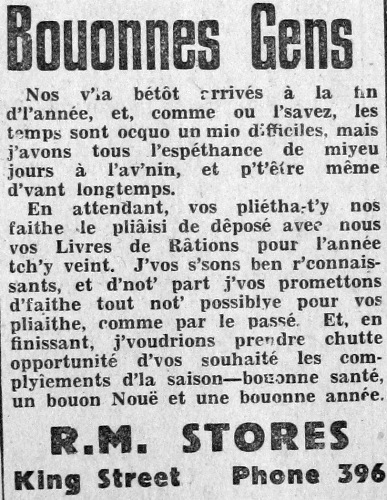 Bouonnes Gens
Nos v'la bétôt arrivés à la fin
d'l'année, et, comme ou l'savez, les
temps sont ocquo un mio difficiles, mais
j'avons tous l'espéthance de miyeu
jours à l'av'nin, et p't'être même
d'vant longtemps.
En attendant, vos pliétha-t'y nos
faithe le pliâisi de dêposé avec nous
vos Livres de Râtions pour l'année
tch'y veint. J'vos s'sons ben r'connais-
sants, et d'not' part j'vos promettons
d'faithe tout not' possiblye pour vos
pliaithe, comme par le passé. Et, en
finissant, j'voudrions prendre chutte
opportunité d'vos souhaité les com-
plyîements d'la saison—bouonne santé,
un bouon Nouë et une bouonne année.
R.M. STORES
King Street Phone 396